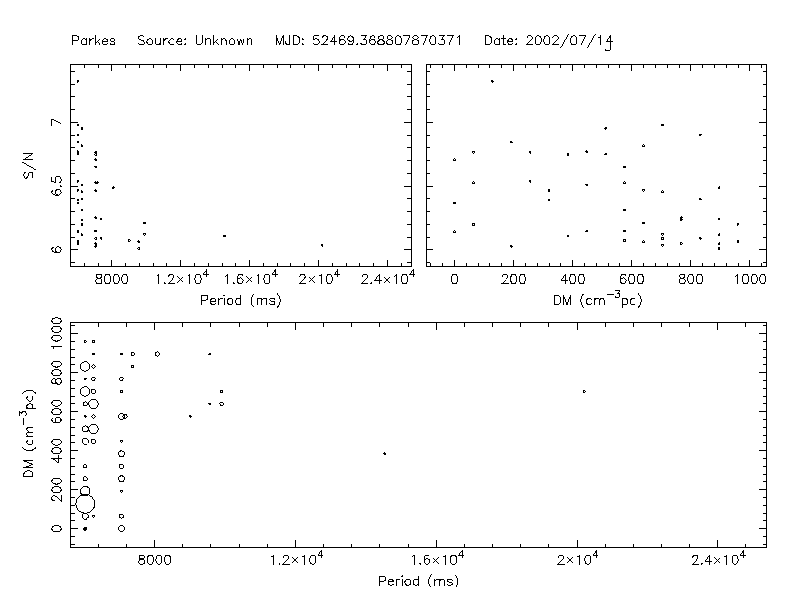 Parkes Source: Unknown MJD: 52469.368807870371 Date: 2002/07/14
S/N
7
6.5
6
8000 1.2×10⁴ 1.6×10⁴ 2×10⁴ 2.4×10⁴
Period (ms)
0 200 400 600 800 1000
DM (cm⁻³pc)
DM (cm⁻³pc)
1000
800
600
400
200
0
8000 1.2×10⁴ 1.6×10⁴ 2×10⁴ 2.4×10⁴
Period (ms)